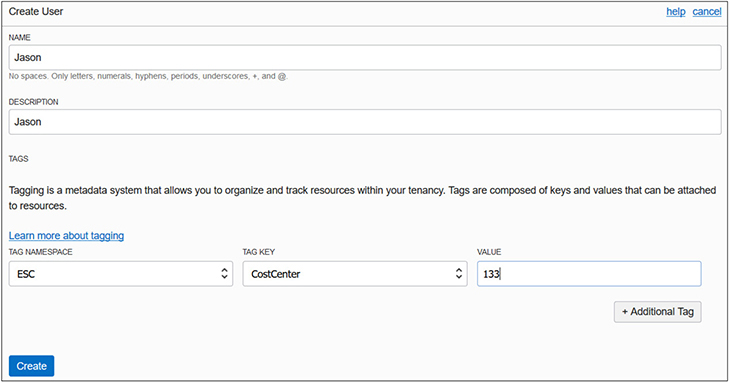 Create User
help cancel
NAME
Jason
No spaces. Only letters, numerals, hyphens, periods, underscores, +, and @.
DESCRIPTION
Jason
TAGS
Tagging is a metadata system that allows you to organize and track resources within your tenancy. Tags are composed of keys and values that can be attached
to resources.
Learn more about tagging
TAG NAMESPACE TAG KEY VALUE
ESC CostCenter 133
+ Additional Tag
Create